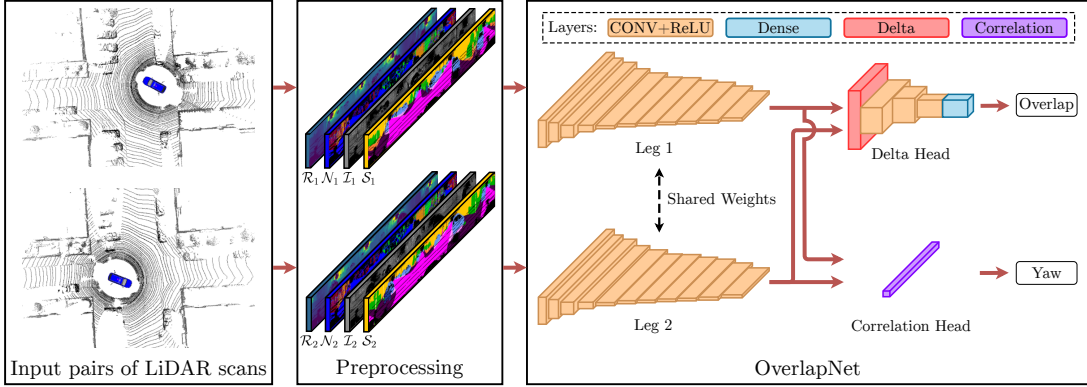 Layers: CONV+ReLU Dense Delta Correlation
Leg 1
Delta Head
Overlap
R₁ N₁ I₁ S₁
Shared Weights
Leg 2
Correlation Head
Yaw
R₂ N₂ I₂ S₂
Input pairs of LiDAR scans
Preprocessing
OverlapNet